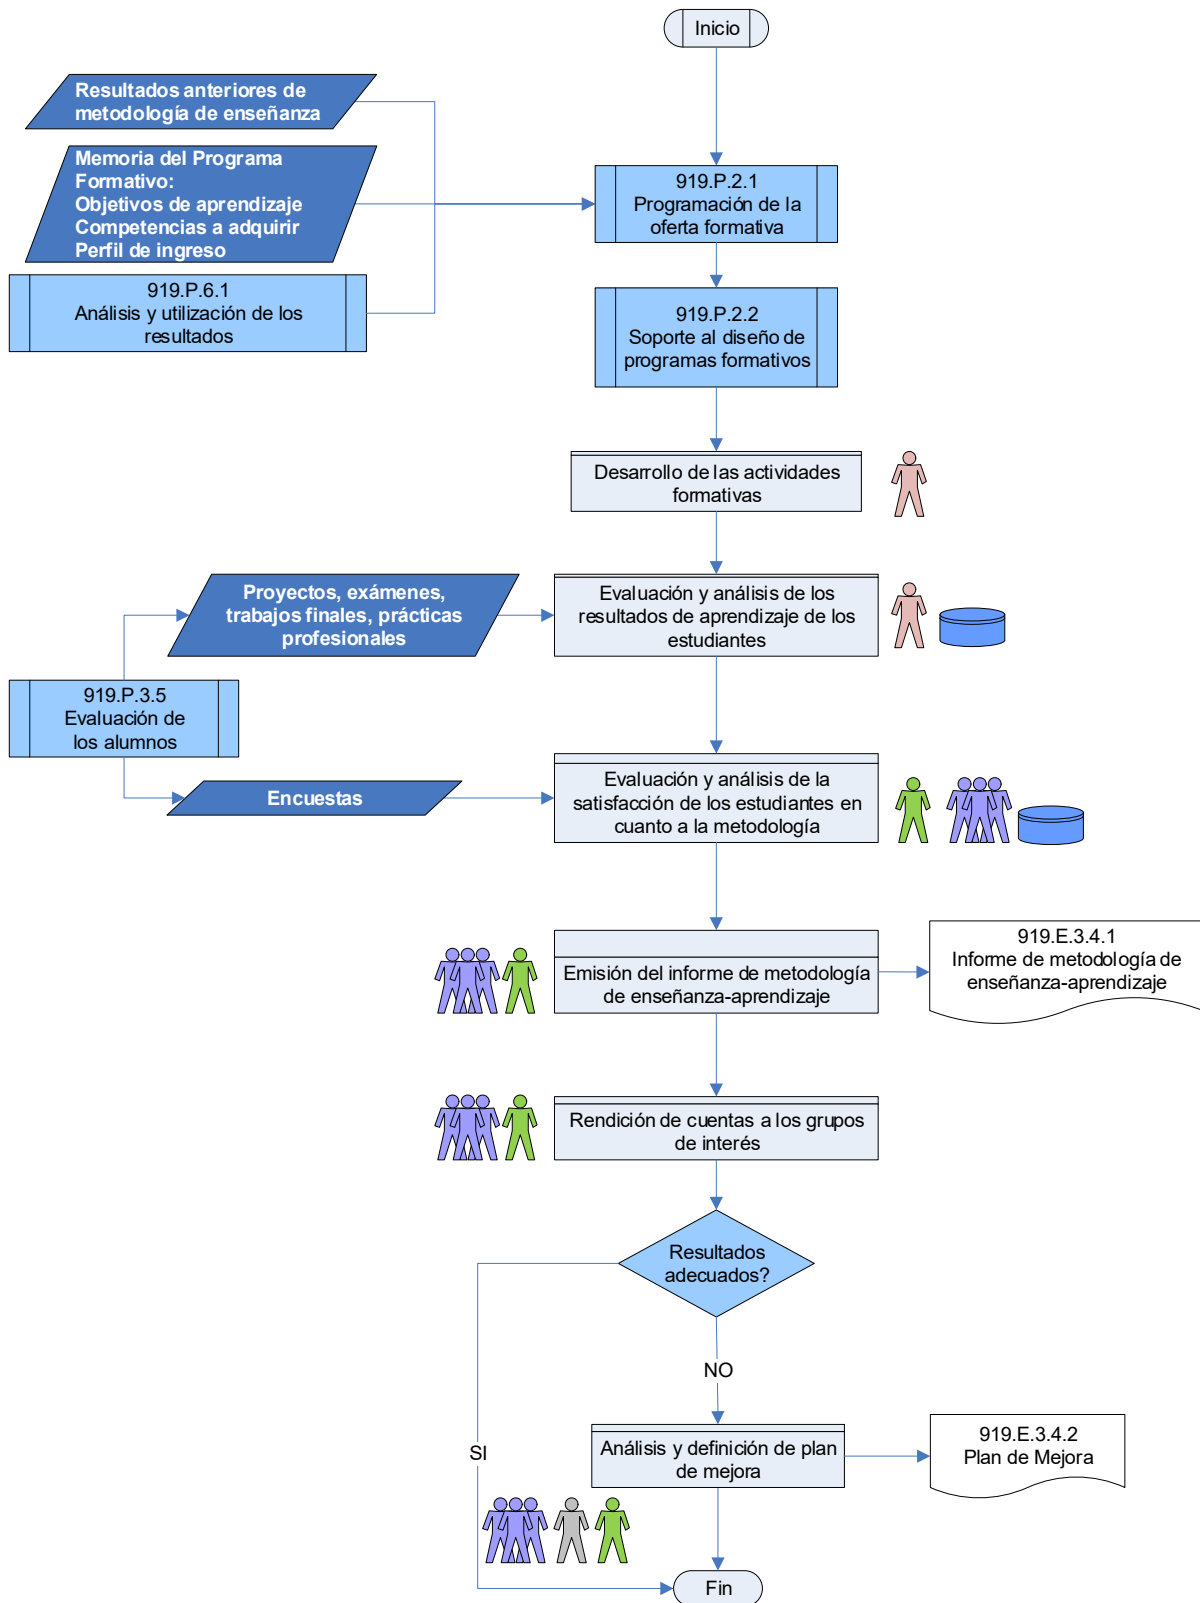 Inicio
Resultados anteriores de
metodología de enseñanza
Memoria del Programa
Formativo:
Objetivos de aprendizaje
Competencias a adquirir
Perfil de ingreso
919.P.2.1
Programación de la
oferta formativa
919.P.6.1
Análisis y utilización de los
resultados
919.P.2.2
Soporte al diseño de
programas formativos
Desarrollo de las actividades
formativas
Proyectos, exámenes,
trabajos finales, prácticas
profesionales
Evaluación y análisis de los
resultados de aprendizaje de los
estudiantes
919.P.3.5
Evaluación de
los alumnos
Encuestas
Evaluación y análisis de la
satisfacción de los estudiantes en
cuanto a la metodología
Emisión del informe de metodología
de enseñanza-aprendizaje
919.E.3.4.1
Informe de metodología de
enseñanza-aprendizaje
Rendición de cuentas a los grupos
de interés
Resultados
adecuados?
NO
SI
Análisis y definición de plan
de mejora
919.E.3.4.2
Plan de Mejora
Fin